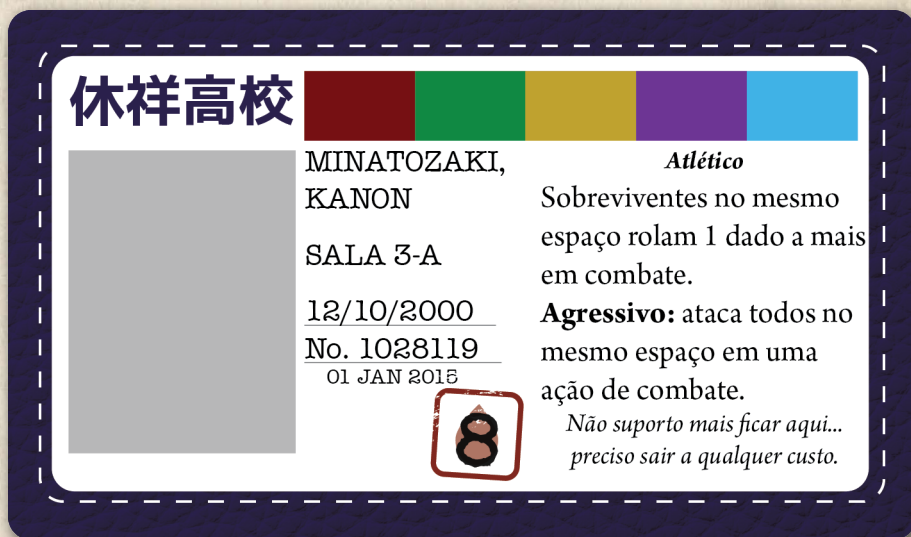 休祥高校
MINATOZAKI,
KANON
SALA 3-A
12/10/2000
No. 1028119
01 JAN 2015
8
Atlético
Sobreviventes no mesmo
espaço rolam 1 dado a mais
em combate.
Agressivo: ataca todos no
mesmo espaço em uma
ação de combate.
Não suporto mais ficar aqui...
preciso sair a qualquer custo.